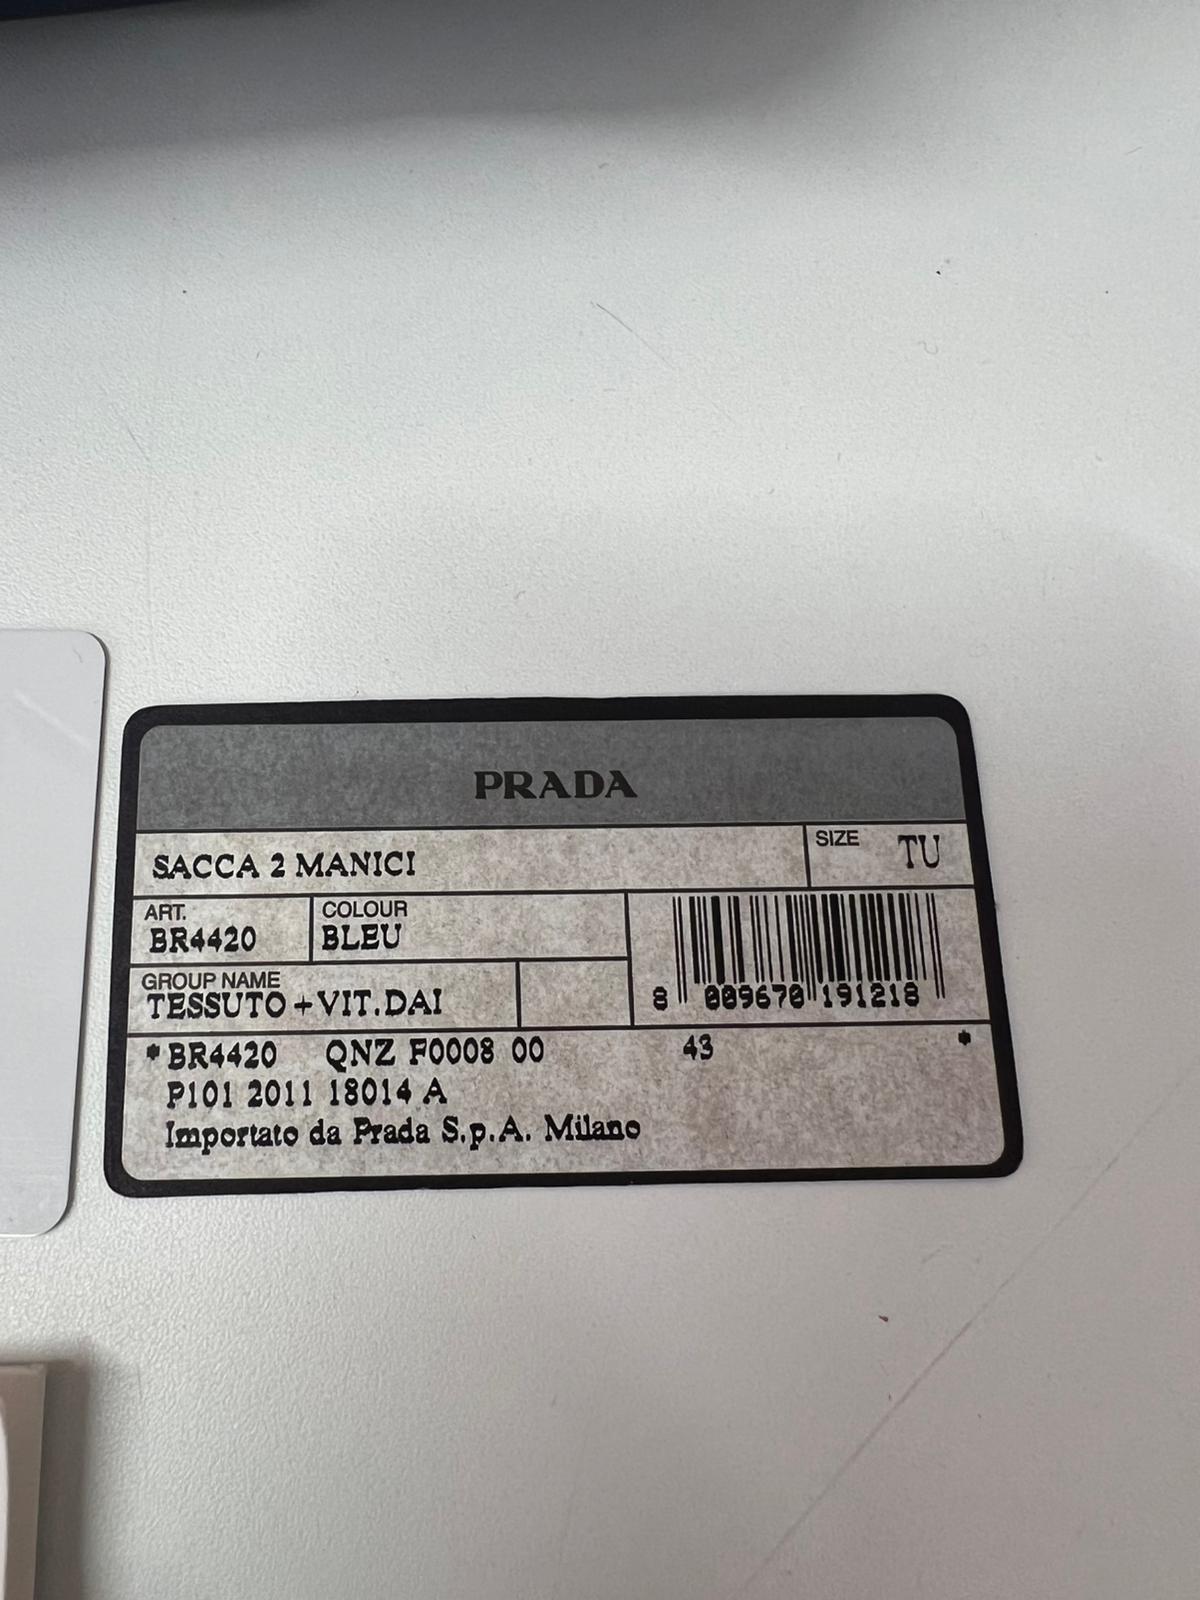 PRADA
SACCA 2 MANICI
SIZE TU
ART. BR4420
COLOUR BLEU
GROUP NAME
TESSUTO+VIT.DAI
8 009670 191218
*BR4420 QNZ F0008 00 43 *
P101 2011 18014 A
Importato da Prada S.p.A. Milano